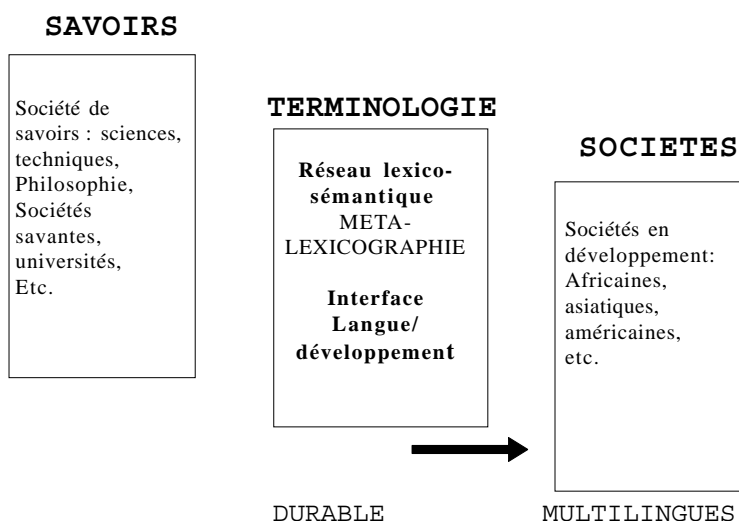 SAVOIRS
Société de
savoirs : sciences,
techniques,
Philosophie,
Sociétés
savantes,
universités,
Etc.
TERMINOLOGIE
Réseau lexico-
sémantique
META-
LEXICOGRAPHIE
Interface
Langue/
développement
SOCIETES
Sociétés en
développement:
Africaines,
asiatiques,
américaines,
etc.
DURABLE
MULTILINGUES